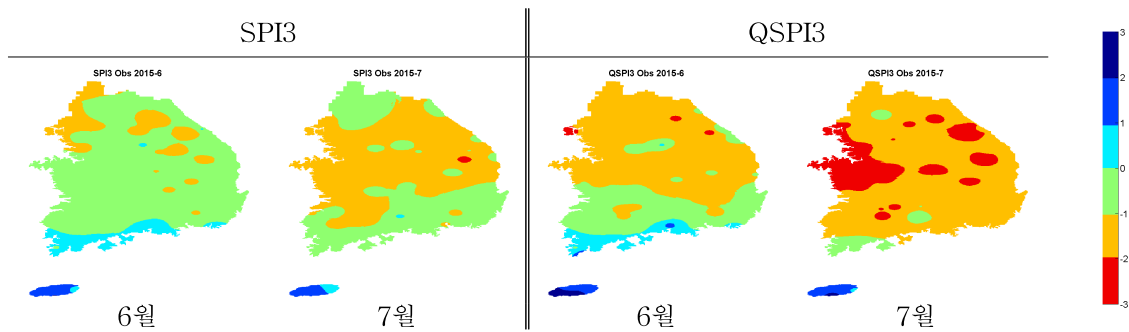 SPI3 QSPI3
SPI3 Obs 2015-6 SPI3 Obs 2015-7 QSPI3 Obs 2015-6 QSPI3 Obs 2015-7
6월 7월 6월 7월
3
2
1
0
-1
-2
-3